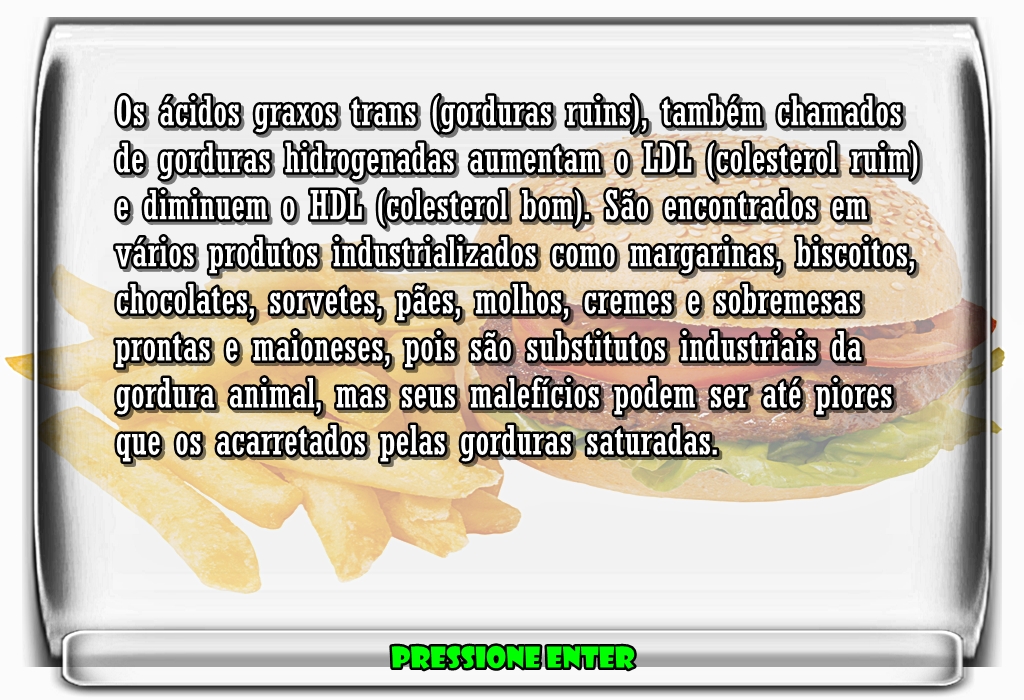 Os ácidos graxos trans (gorduras ruins), também chamados
de gorduras hidrogenadas aumentam o LDL (colesterol ruim)
e diminuem o HDL (colesterol bom). São encontrados em
vários produtos industrializados como margarinas, biscoitos,
chocolates, sorvetes, pães, molhos, cremes e sobremesas
prontas e maioneses, pois são substitutos industriais da
gordura animal, mas seus malefícios podem ser até piores
que os acarretados pelas gorduras saturadas.
PRESSIONE ENTER